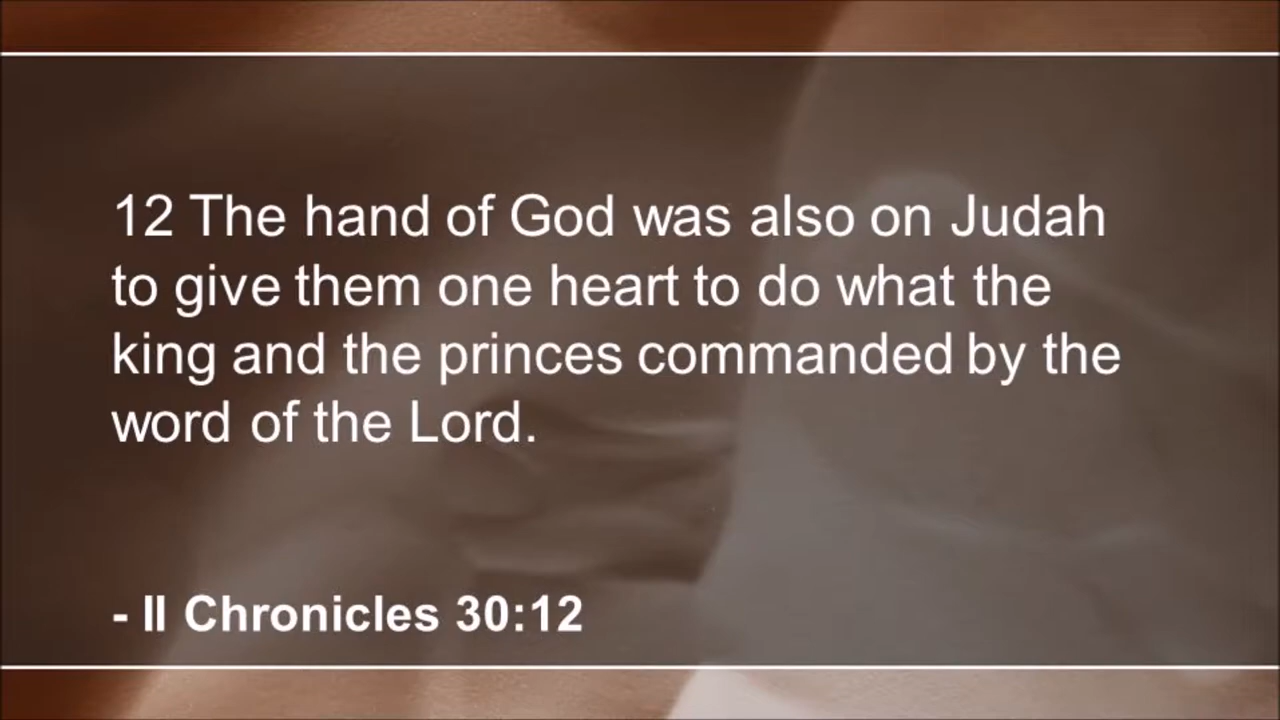 12 The hand of God was also on Judah
to give them one heart to do what the
king and the princes commanded by the
word of the Lord.
- II Chronicles 30:12